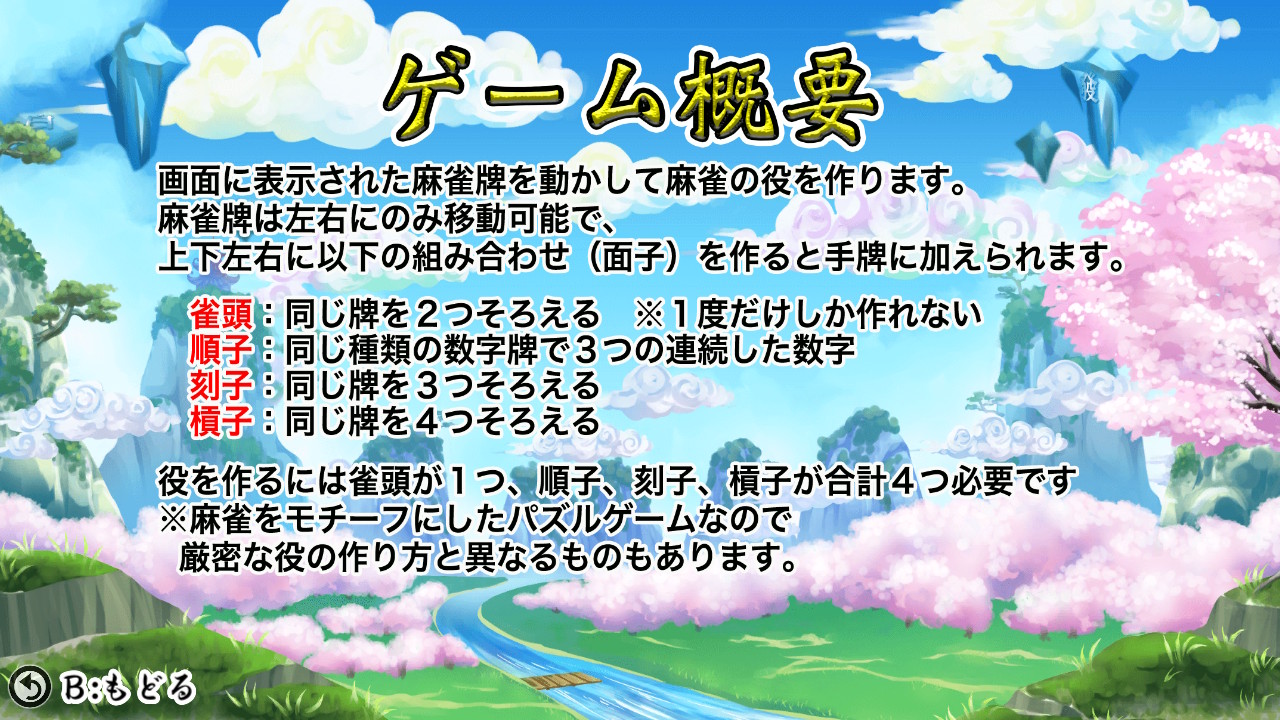 ゲーム概要
画面に表示された麻雀牌を動かして麻雀の役を作ります。
麻雀牌は左右にのみ移動可能で、
上下左右に以下の組み合わせ（面子）を作ると手牌に加えられます。
雀頭：同じ牌を２つそろえる　※１度だけしか作れない
順子：同じ種類の数字牌で３つの連続した数字
刻子：同じ牌を３つそろえる
槓子：同じ牌を４つそろえる
役を作るには雀頭が１つ、順子、刻子、槓子が合計４つ必要です
※麻雀をモチーフにしたパズルゲームなので
厳密な役の作り方と異なるものもあります。
B:もどる